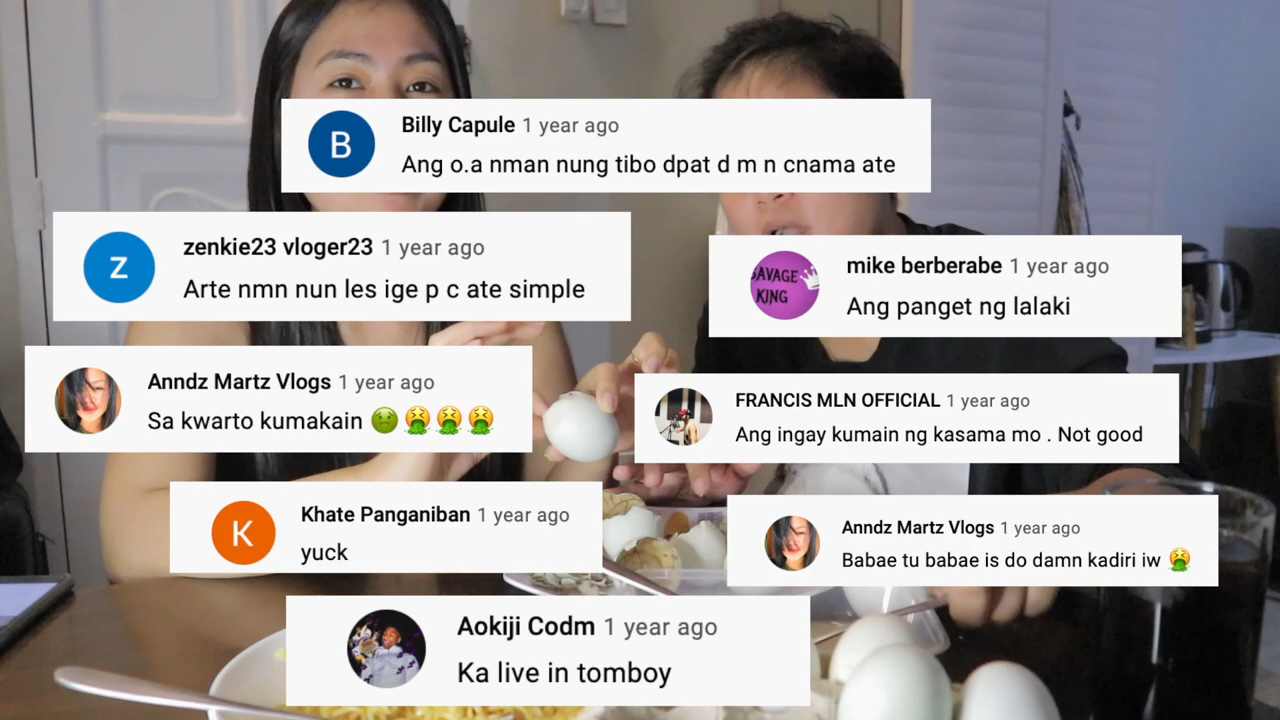 B
Billy Capule 1 year ago
Ang o.a nman nung tibo dpat d m n cnama ate
z
zenkie23 vloger23 1 year ago
Arte nmn nun les ige p c ate simple
SAVAGE
KING
mike berberabe 1 year ago
Ang panget ng lalaki
Anndz Martz Vlogs 1 year ago
Sa kwarto kumakain 🤢🤮🤮🤮
FRANCIS MLN OFFICIAL 1 year ago
Ang ingay kumain ng kasama mo . Not good
K
Khate Panganiban 1 year ago
yuck
Anndz Martz Vlogs 1 year ago
Babae tu babae is do damn kadiri iw 🤮
Aokiji Codm 1 year ago
Ka live in tomboy